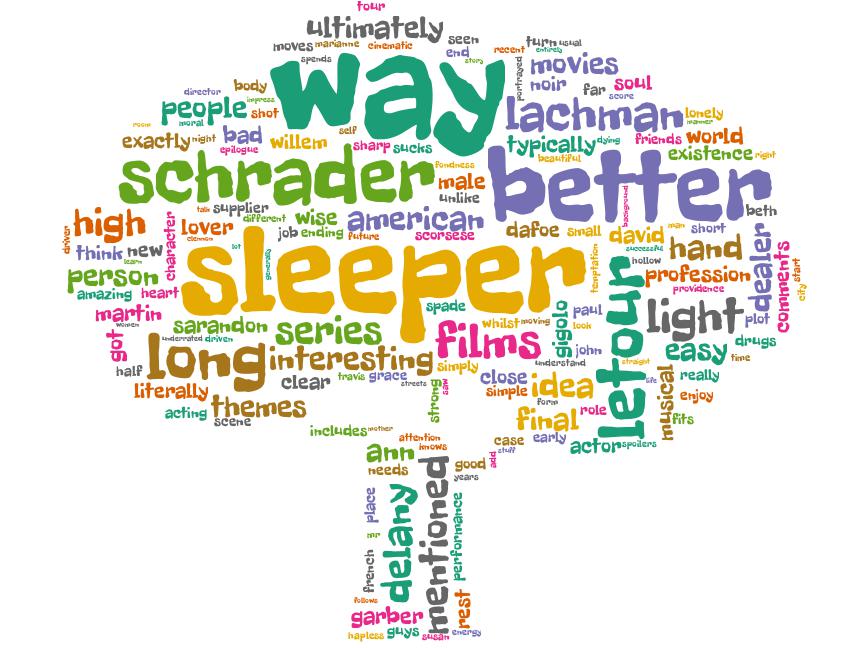 tour
ultimately
moves marianne cinematic end seen recent turn usual
entirely
spends story
way
portrayed
movies
noir far soul
score
director body
impress
people shot
lachman lonely
manner
room moral
exactly night bad willem self
epilogue
sharp sucks typically dying friends world
beautiful existence right
schrader
fondness
male
unlike
better
background
beth
talk supplier
driver
high
character
lover
clennon
different wise american
job ending future scorsese
dafoe small david man short
successful
hollow
hand
dealer
comments
think new
learn
lot
generally
sleeper
temptation
person
amazing heart
profession
providence
city start
martin
women
spade
gigolo
paul
look
letour
light
plot
got
sarandon series
underrated driven
films
whilst moving
john
understand
straight
easy
drugs
time
half
long
interesting
simply
literally
clear travis grace streets
strong
saw
close
simple
idea
form
life
really
enjoy
musical
acting themes
scene
final role
fits
includes mother
attention
knows
case early actor spoilers
ann
needs
mentioned
good
add
stuff
years
place
delany
performance
mr
french
follows
garber
rest
hapless guys susan energy